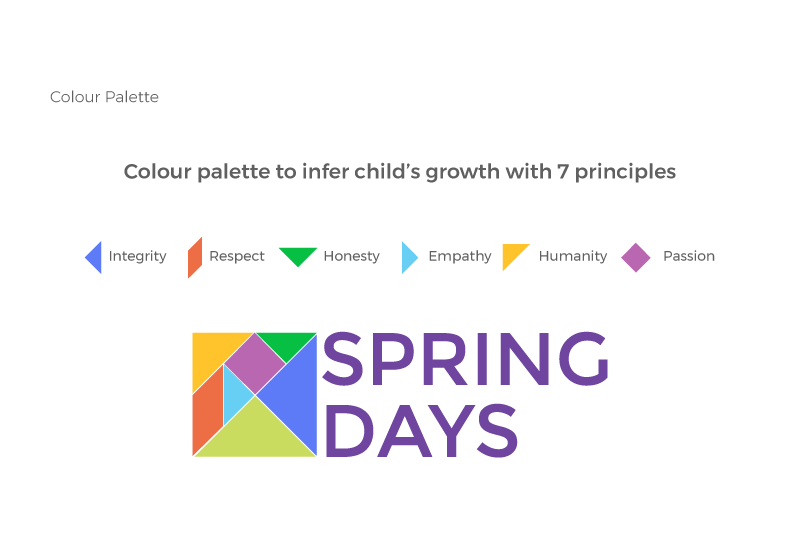 Colour Palette
Colour palette to infer child’s growth with 7 principles
Integrity Respect Honesty Empathy Humanity Passion
SPRING
DAYS